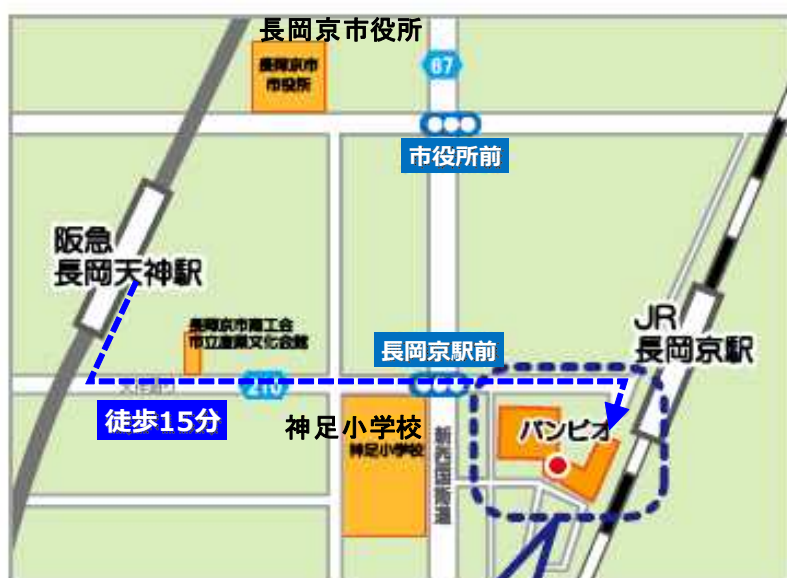 長岡京市役所
長岡京市
市役所
67
市役所前
阪急
長岡天神駅
長岡京市商工会
市立産業文化会館
JR
長岡京駅
長岡京駅前
210
徒歩15分
神足小学校
神足小学校
バンビオ
新西国街道